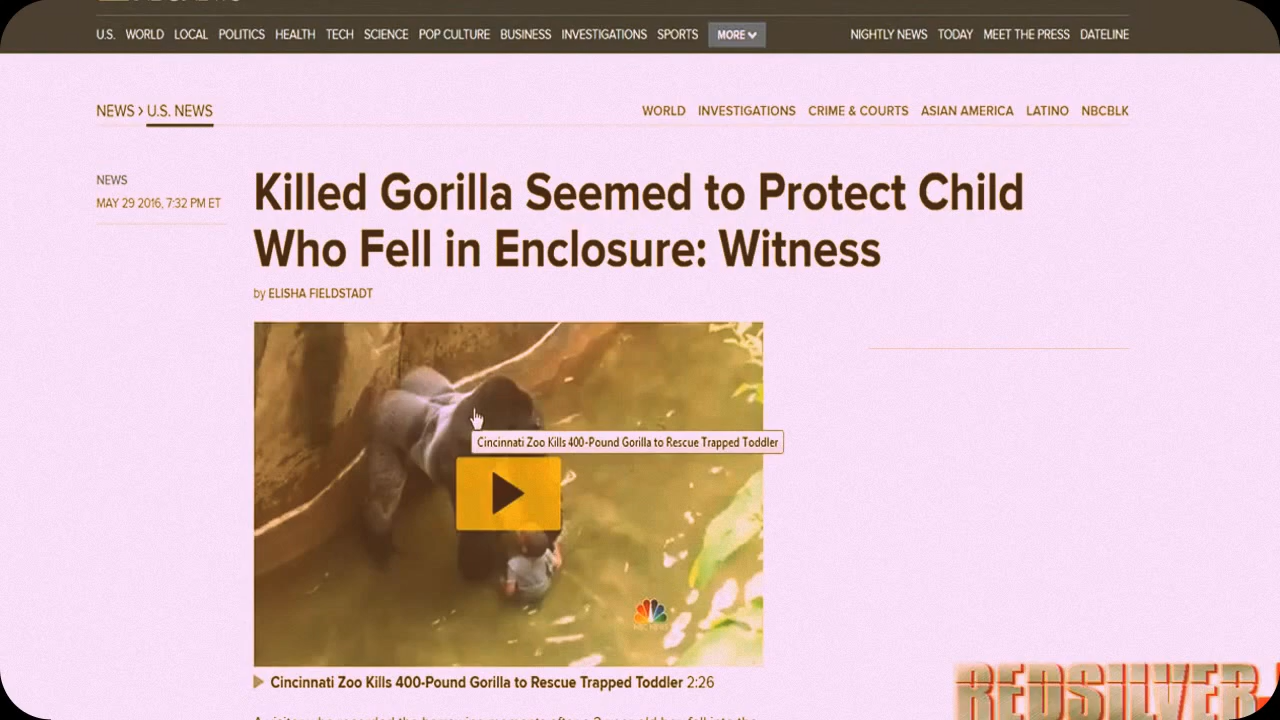 U.S. WORLD LOCAL POLITICS HEALTH TECH SCIENCE POP CULTURE BUSINESS INVESTIGATIONS SPORTS MORE NIGHTLY NEWS TODAY MEET THE PRESS DATELINE
NEWS › U.S. NEWS WORLD INVESTIGATIONS CRIME & COURTS ASIAN AMERICA LATINO NBCBLK
NEWS
MAY 29 2016, 7:32 PM ET
Killed Gorilla Seemed to Protect Child
Who Fell in Enclosure: Witness
by ELISHA FIELDSTADT
Cincinnati Zoo Kills 400-Pound Gorilla to Rescue Trapped Toddler
NBC NEWS
Cincinnati Zoo Kills 400-Pound Gorilla to Rescue Trapped Toddler 2:26
REDSILVER